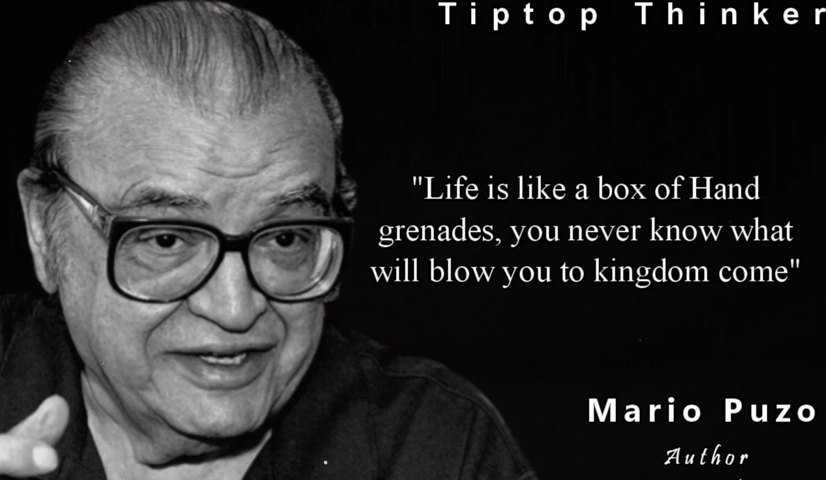 Tiptop Thinker
"Life is like a box of Hand
grenades, you never know what
will blow you to kingdom come"
Mario Puzo
Author